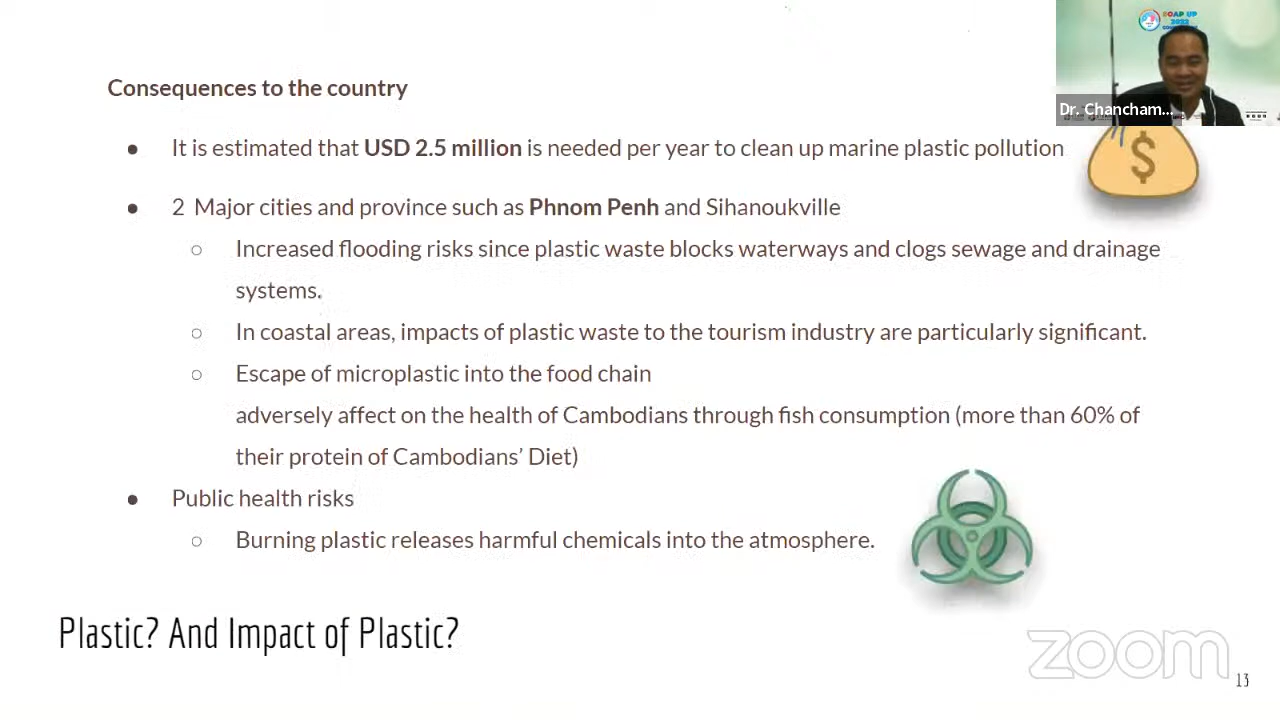 SOAP UP
2022
Dr. Chancham...
Consequences to the country
● It is estimated that USD 2.5 million is needed per year to clean up marine plastic pollution
$
● 2 Major cities and province such as Phnom Penh and Sihanoukville
○ Increased flooding risks since plastic waste blocks waterways and clogs sewage and drainage
systems.
○ In coastal areas, impacts of plastic waste to the tourism industry are particularly significant.
○ Escape of microplastic into the food chain
adversely affect on the health of Cambodians through fish consumption (more than 60% of
their protein of Cambodians’ Diet)
● Public health risks
○ Burning plastic releases harmful chemicals into the atmosphere.
Plastic? And Impact of Plastic?
zoom
13